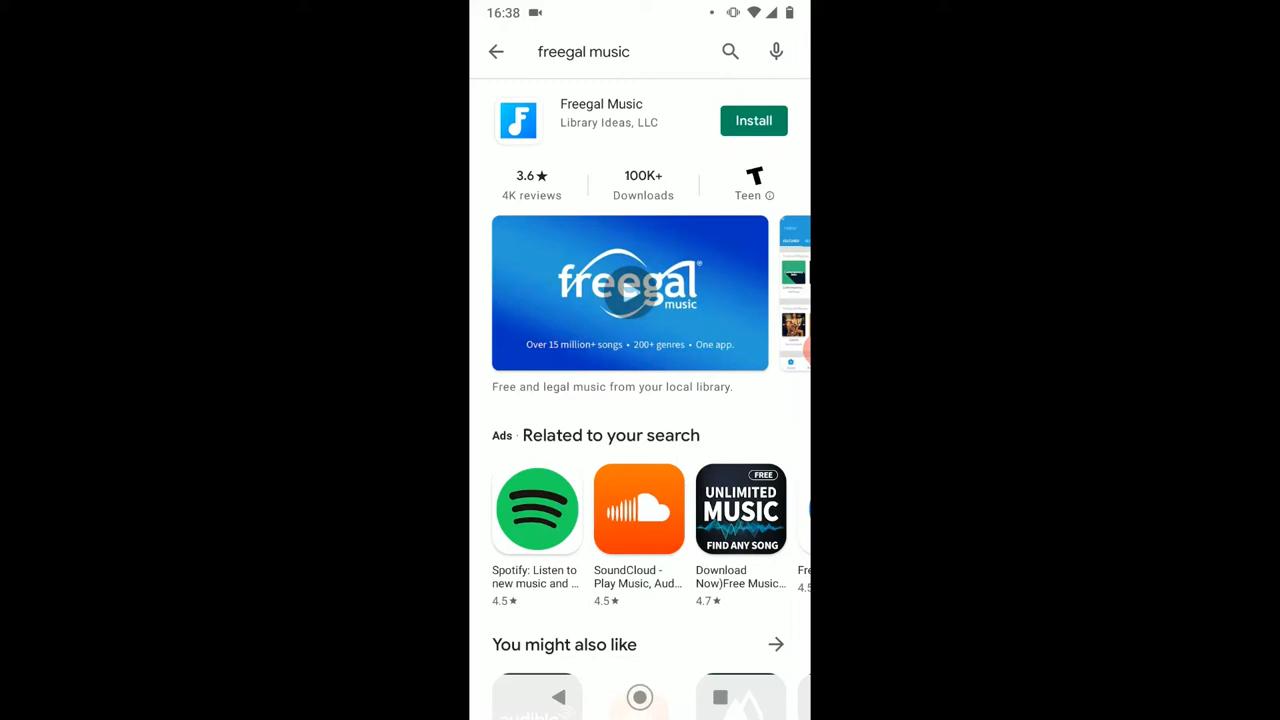 16:38
freegal music
Freegal Music
Library Ideas, LLC
Install
3.6★
4K reviews
100K+
Downloads
Teen
freegal®
music
Over 15 million+ songs • 200+ genres • One app.
Free and legal music from your local library.
Ads · Related to your search
FREE
UNLIMITED
MUSIC
FIND ANY SONG
Spotify: Listen to
new music and ...
4.5★
SoundCloud -
Play Music, Aud...
4.5★
Download
Now)Free Music...
4.7★
Fre
4.5
You might also like
audible